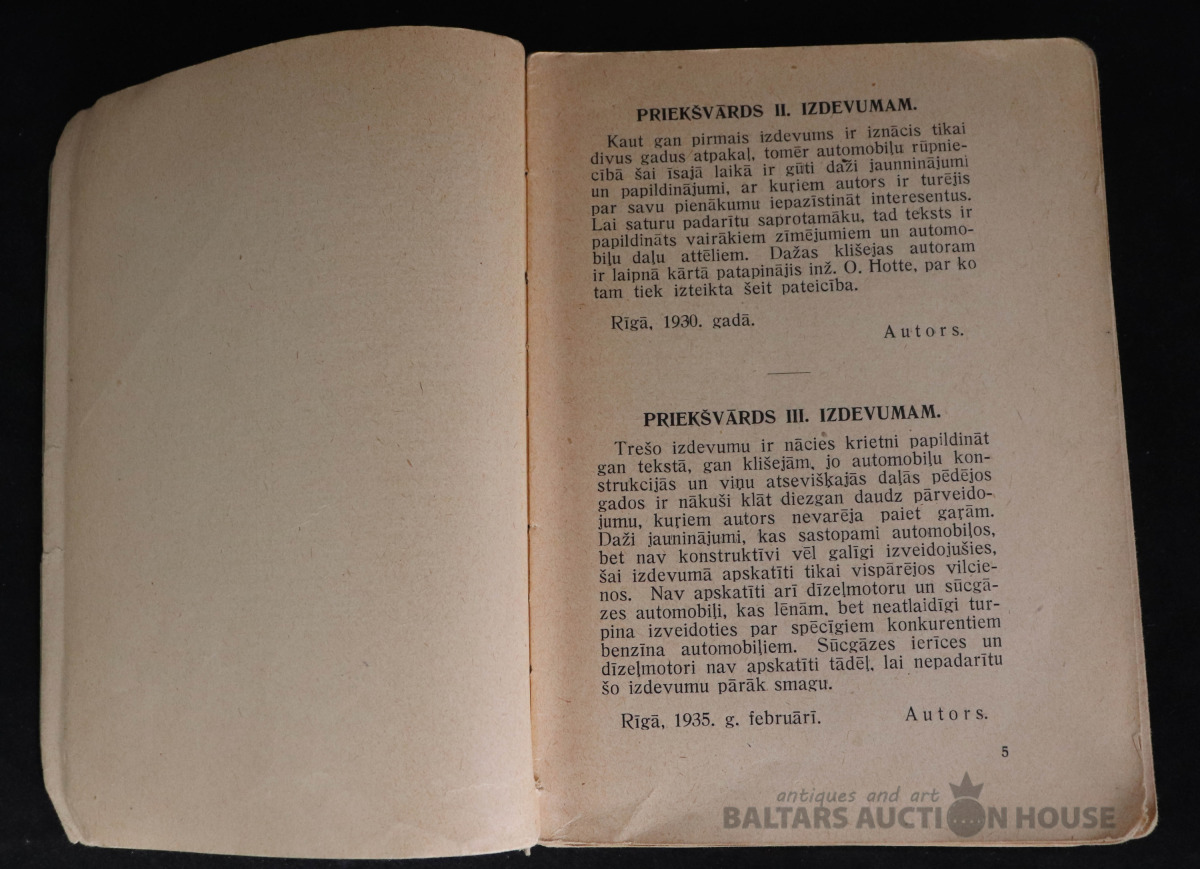 PRIEKŠVĀRDS II. IZDEVUMAM.
Kaut gan pirmais izdevums ir iznācis tikai
divus gadus atpakaļ, tomēr automobiļu rūpnie-
cībā šai īsajā laikā ir gūti daži jaunninājumi
un papildinājumi, ar kuŗiem autors ir turējis
par savu pienākumu iepazīstināt interesentus.
Lai saturu padarītu saprotamāku, tad teksts ir
papildināts vairākiem zīmējumiem un automo-
biļu daļu attēliem. Dažas klišejas autoram
ir laipnā kārtā patapinājis inž. O. Hotte, par ko
tam tiek izteikta šeit pateicība.
Rīgā, 1930. gadā.
Autors.
PRIEKŠVĀRDS III. IZDEVUMAM.
Trešo izdevumu ir nācies krietni papildināt
gan tekstā, gan klišejām, jo automobiļu kon-
strukcijās un viņu atsevišķajās daļās pēdējos
gados ir nākuši klāt diezgan daudz pārveido-
jumu, kuŗiem autors nevarēja paiet gaŗām.
Daži jauninājumi, kas sastopami automobiļos,
bet nav konstruktīvi vēl galīgi izveidojušies,
šai izdevumā apskatīti tikai vispārējos vilcie-
nos. Nav apskatīti arī dīzeļmotoru un sūcgā-
zes automobiļi, kas lēnām, bet neatlaidīgi tur-
pina izveidoties par spēcīgiem konkurentiem
benzīna automobiļiem. Sūcgāzes ierīces un
dīzeļmotori nav apskatīti tādēļ, lai nepadarītu
šo izdevumu pārāk smagu.
Rīgā, 1935. g. februārī.
Autors.
5
antiques and art
BALTARS AUCTION HOUSE